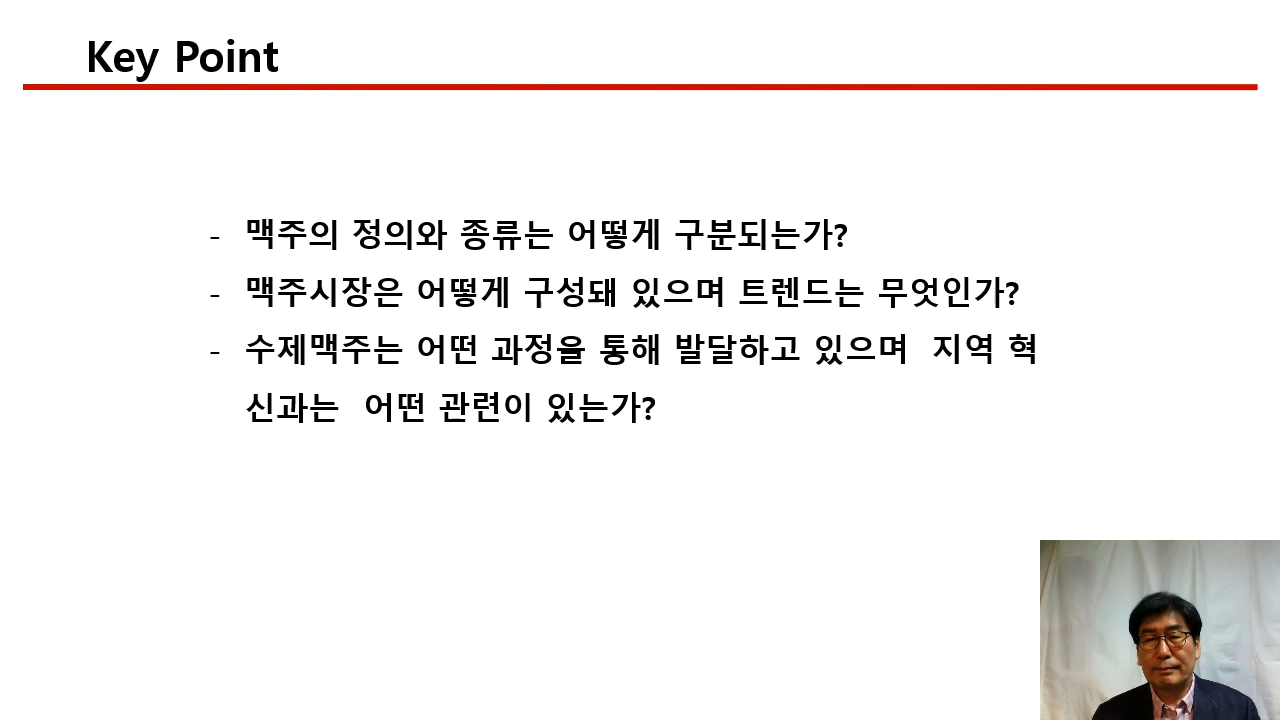 Key Point
- 맥주의 정의와 종류는 어떻게 구분되는가?
- 맥주시장은 어떻게 구성돼 있으며 트렌드는 무엇인가?
- 수제맥주는 어떤 과정을 통해 발달하고 있으며 지역 혁
신과는 어떤 관련이 있는가?